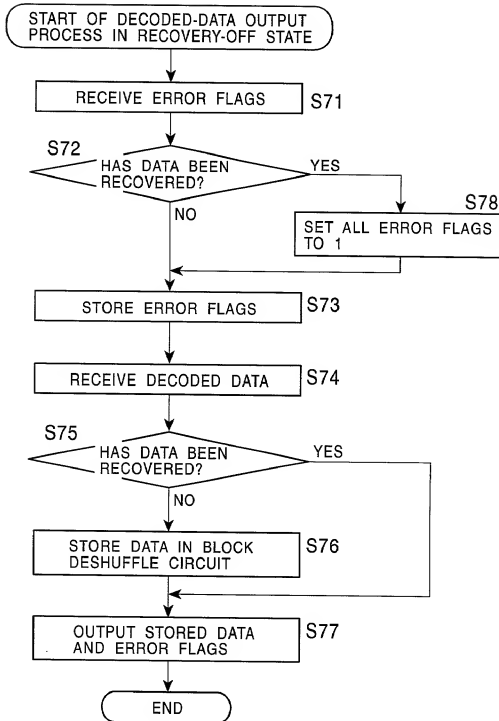 START OF DECODED-DATA OUTPUT
PROCESS IN RECOVERY-OFF STATE
RECEIVE ERROR FLAGS
S71
S72
HAS DATA BEEN
RECOVERED?
YES
NO
S78
SET ALL ERROR FLAGS
TO 1
STORE ERROR FLAGS
S73
RECEIVE DECODED DATA
S74
S75
HAS DATA BEEN
RECOVERED?
YES
NO
STORE DATA IN BLOCK
DESHUFFLE CIRCUIT
S76
OUTPUT STORED DATA
AND ERROR FLAGS
S77
END